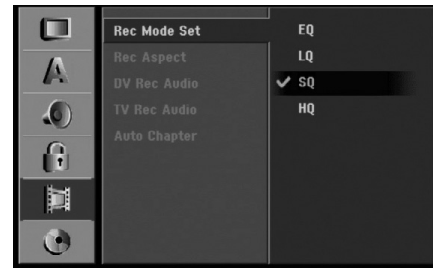 Rec Mode Set
Rec Aspect
DV Rec Audio
TV Rec Audio
Auto Chapter
EQ
LQ
SQ
HQ